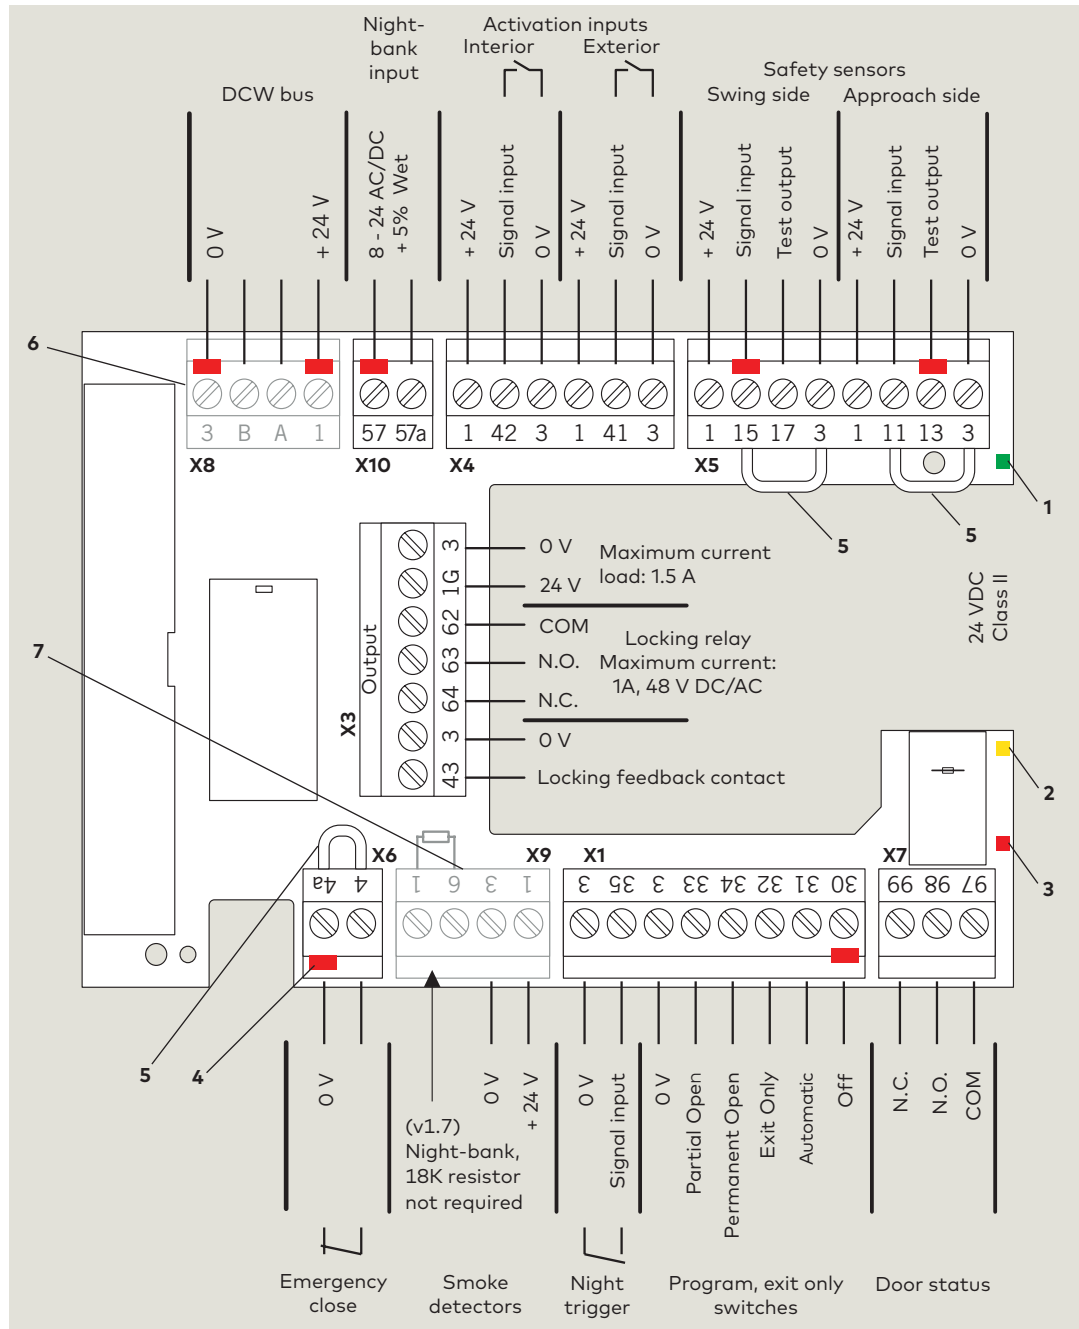 Night-
bank
input
Activation inputs
Interior
Exterior
Safety sensors
Swing side
Approach side
DCW bus
0 V
+ 24 V
8 - 24 AC/DC
+ 5% Wet
+ 24 V
Signal input
0 V
+ 24 V
Signal input
0 V
+ 24 V
Signal input
Test output
0 V
+ 24 V
Signal input
Test output
0 V
6
3 B A 1
57 57a
1 42 3 1 41 3
1 15 17 3 1 11 13 3
X8
X10
X4
X5
1
5
5
Output
X3
3
0 V
1G
24 V
Maximum current
load: 1.5 A
62
COM
63
N.O.
64
N.C.
Locking relay
Maximum current:
1A, 48 V DC/AC
3
0 V
43
Locking feedback contact
24 VDC
Class II
7
2
3
X6
X9
X1
X7
4a 4
1 6 3 1
3 35 3 33 34 32 31 30
99 98 97
5
4
0 V
(v1.7)
Night-bank,
18K resistor
not required
0 V
+ 24 V
0 V
Signal input
0 V
Partial Open
Permanent Open
Exit Only
Automatic
Off
N.C.
N.O.
COM
Emergency
close
Smoke
detectors
Night
trigger
Program, exit only
switches
Door status